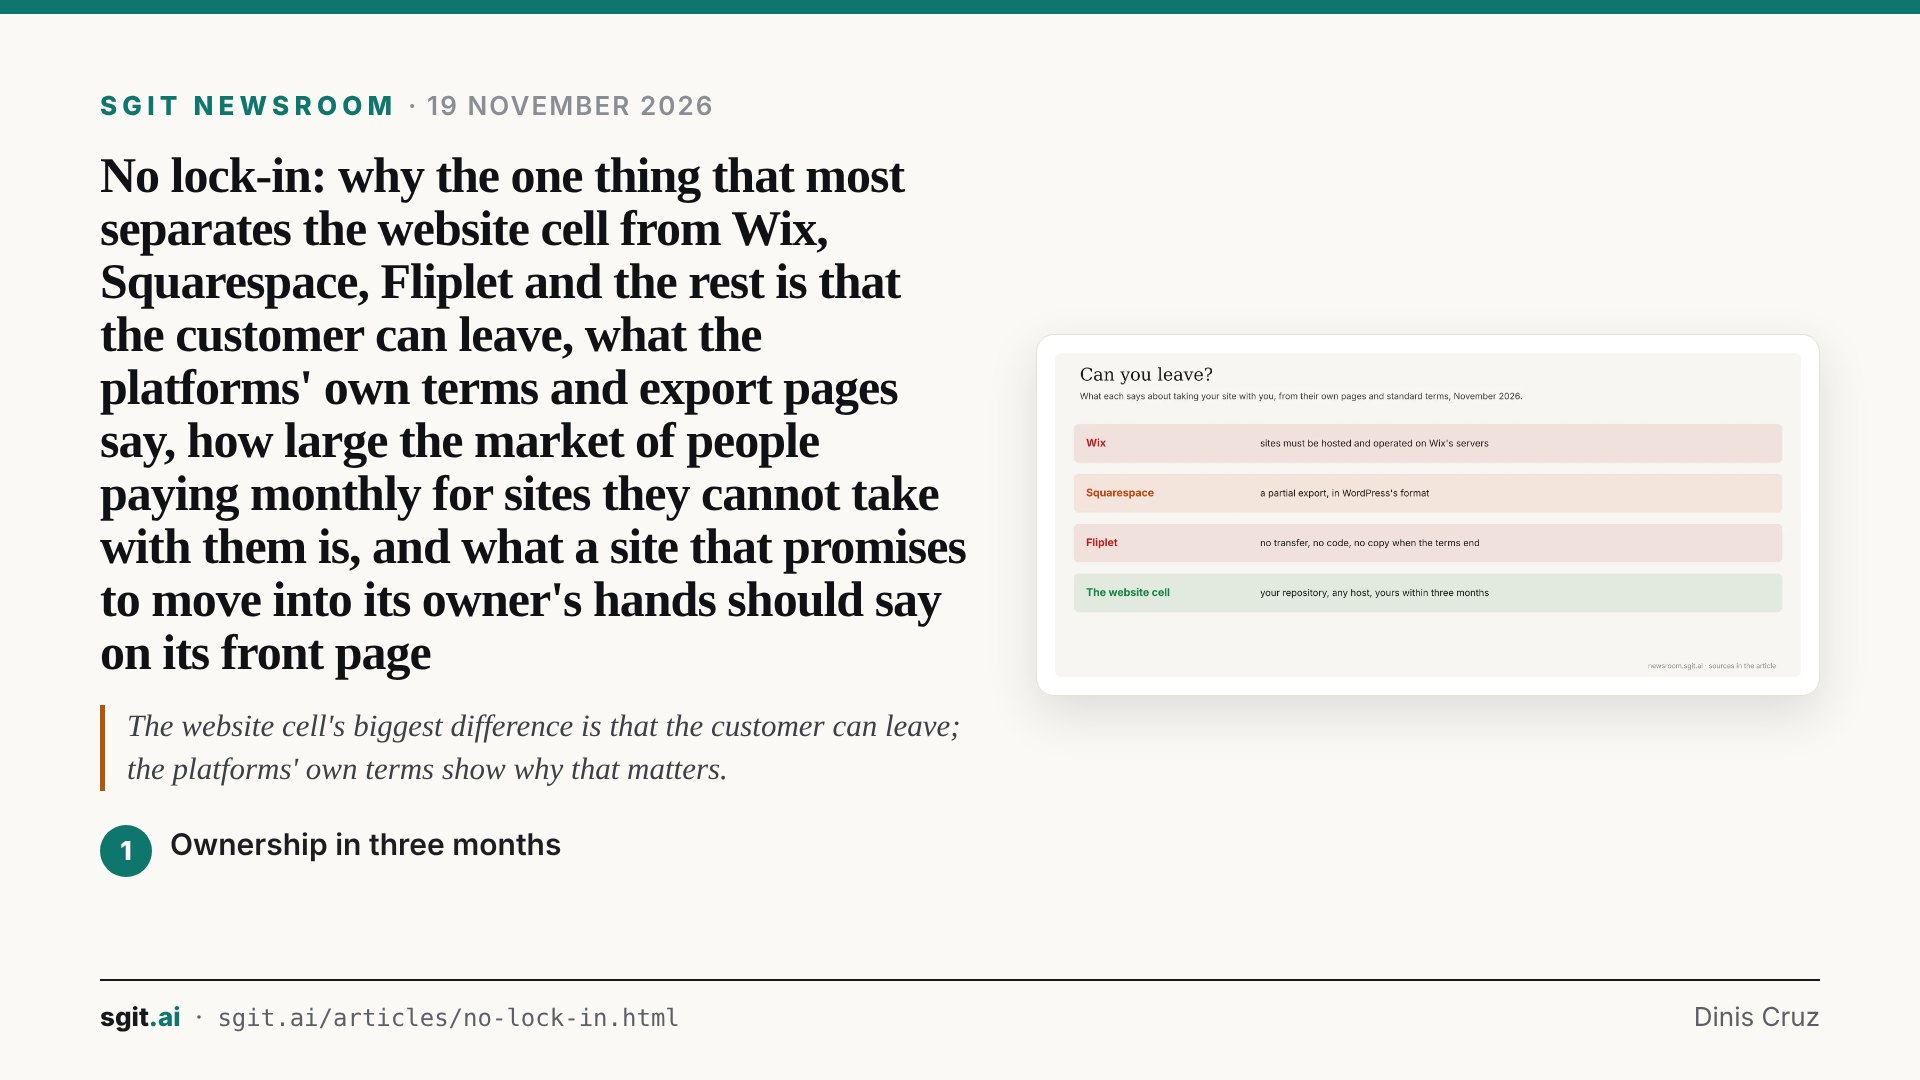 SGIT NEWSROOM · 19 NOVEMBER 2026
No lock-in: why the one thing that most
separates the website cell from Wix,
Squarespace, Fliplet and the rest is that
the customer can leave, what the
platforms' own terms and export pages
say, how large the market of people
paying monthly for sites they cannot take
with them is, and what a site that promises
to move into its owner's hands should say
on its front page
The website cell's biggest difference is that the customer can leave;
the platforms' own terms show why that matters.
1 Ownership in three months
Can you leave?
What each says about taking your site with you, from their own pages and standard terms, November 2026.
Wix sites must be hosted and operated on Wix's servers
Squarespace a partial export, in WordPress's format
Fliplet no transfer, no code, no copy when the terms end
The website cell your repository, any host, yours within three months
newsroom.sgit.ai · sources in the article
sgit.ai · sgit.ai/articles/no-lock-in.html
Dinis Cruz